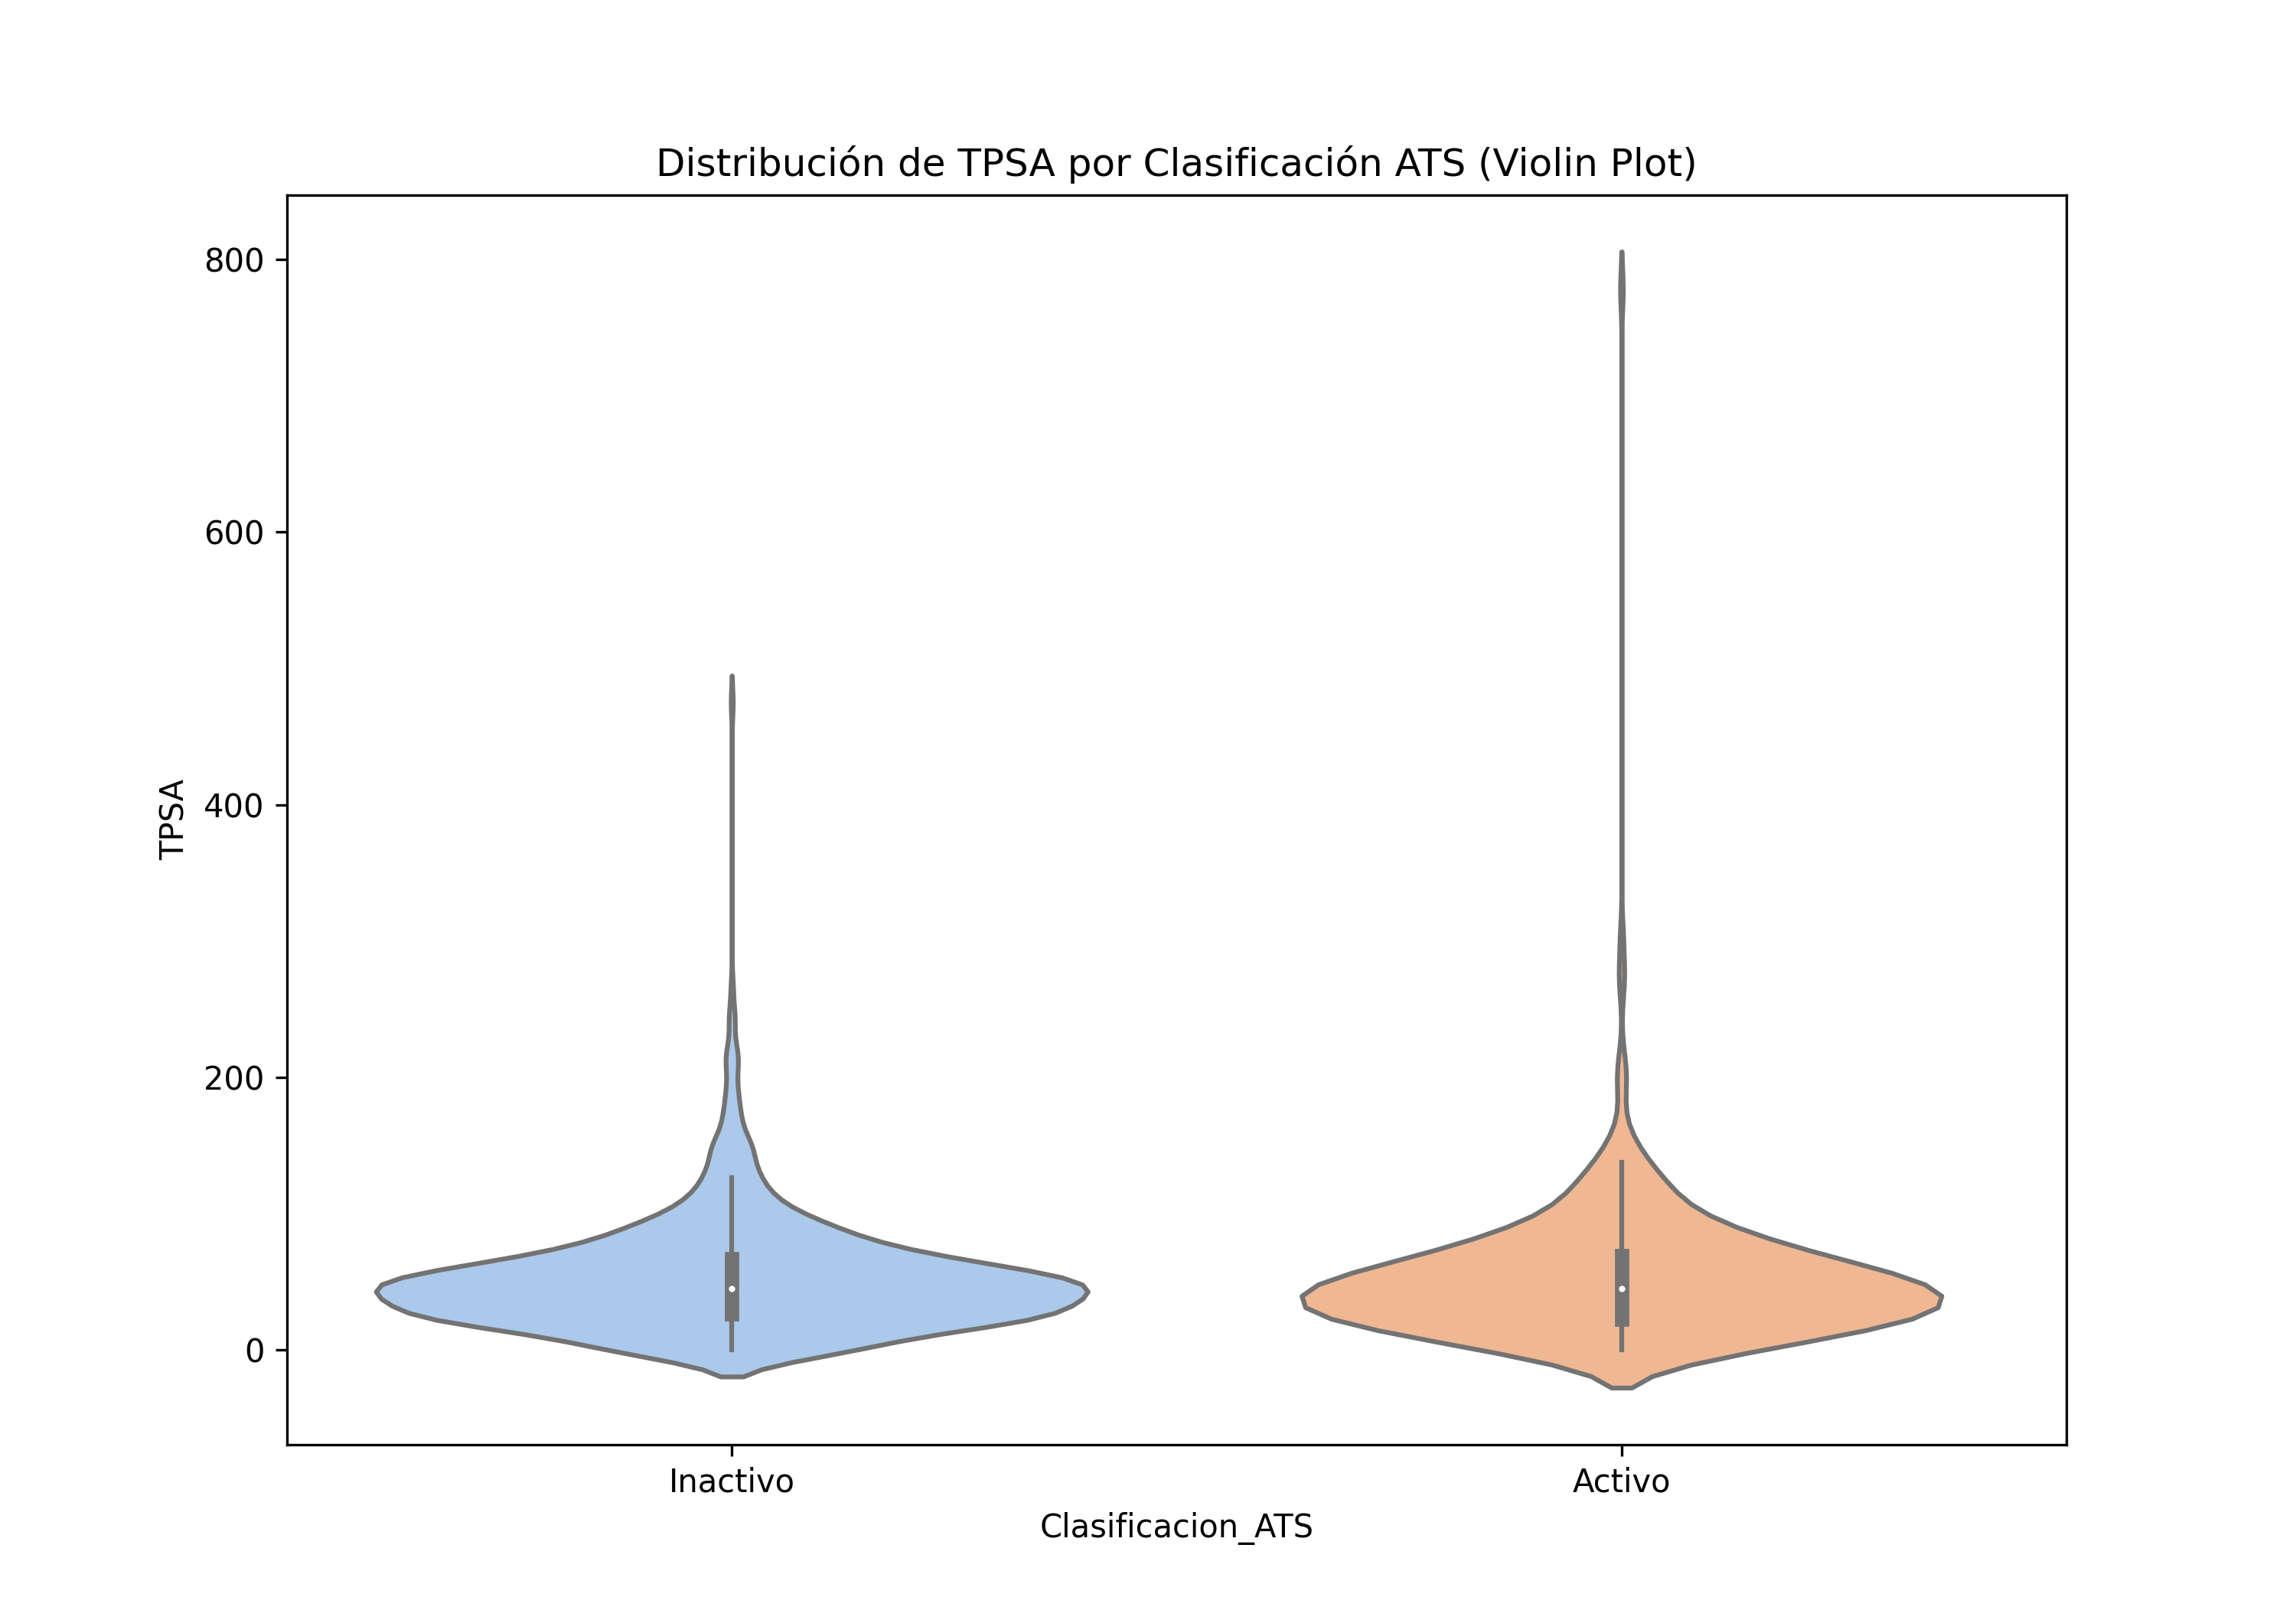 Distribución de TPSA por Clasificación ATS (Violin Plot)
800
600
400
200
0
TPSA
Inactivo
Activo
Clasificacion_ATS